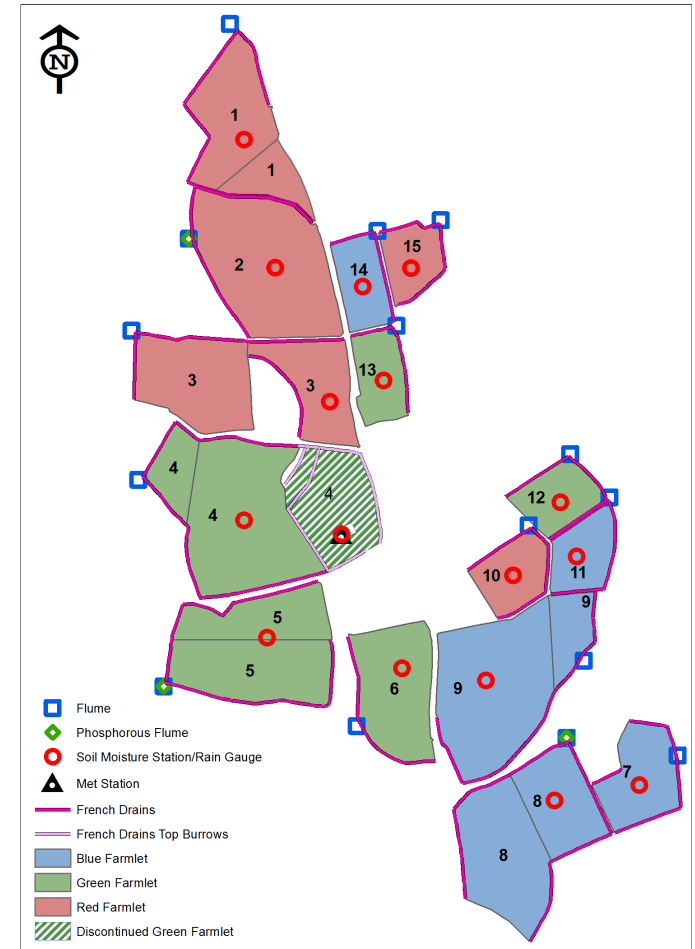 N
1
1
2
14
15
3
3
13
4
4
4
12
11
10
9
5
5
6
9
7
8
8
Flume
Phosphorous Flume
Soil Moisture Station/Rain Gauge
Met Station
French Drains
French Drains Top Burrows
Blue Farmlet
Green Farmlet
Red Farmlet
Discontinued Green Farmlet